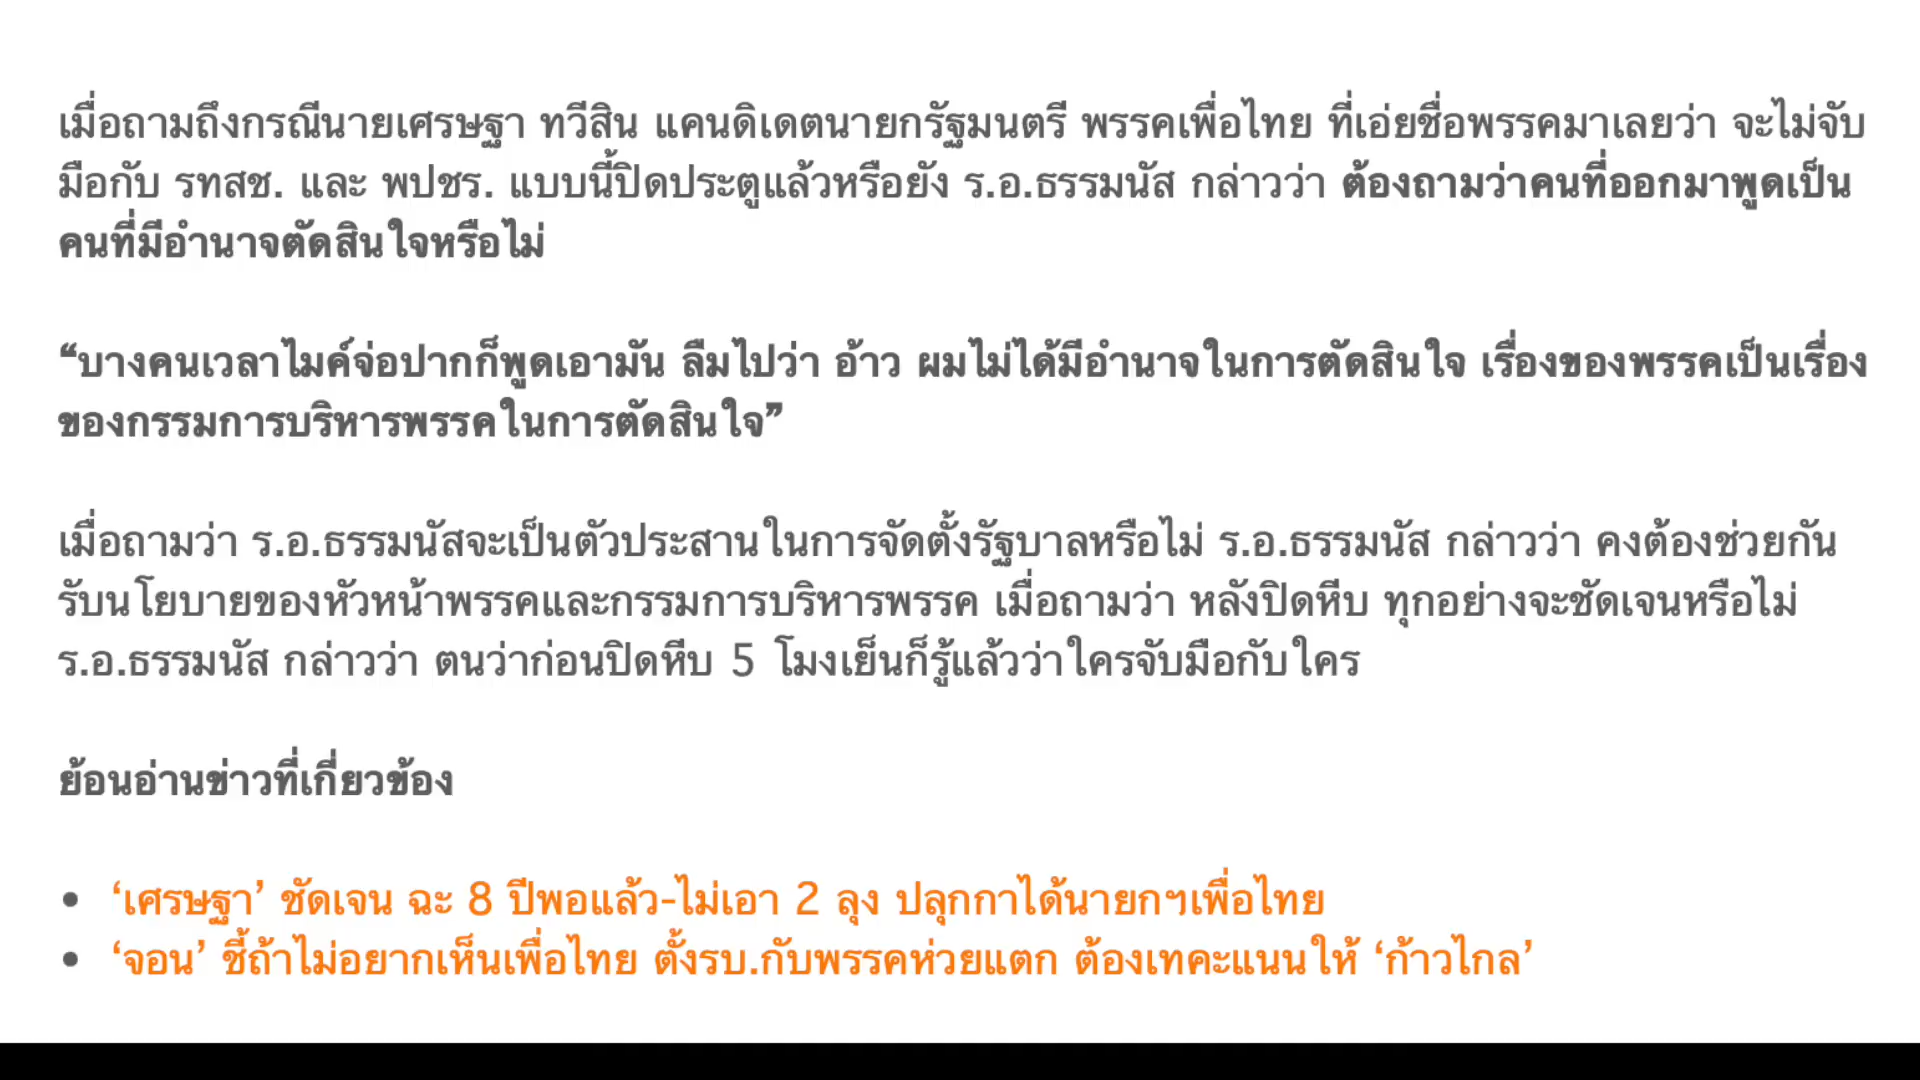 เมื่อถามถึงกรณีนายเศรษฐา ทวีสิน แคนดิเดตนายกรัฐมนตรี พรรคเพื่อไทย ที่เอ่ยชื่อพรรคมาเลยว่า จะไม่จับ
มือกับ รทสช. และ พปชร. แบบนี้ปิดประตูแล้วหรือยัง ร.อ.ธรรมนัส กล่าวว่า ต้องถามว่าคนที่ออกมาพูดเป็น
คนที่มีอำนาจตัดสินใจหรือไม่
“บางคนเวลาไมค์จ่อปากก็พูดเอามัน ลืมไปว่า อ้าว ผมไม่ได้มีอำนาจในการตัดสินใจ เรื่องของพรรคเป็นเรื่อง
ของกรรมการบริหารพรรคในการตัดสินใจ”
เมื่อถามว่า ร.อ.ธรรมนัสจะเป็นตัวประสานในการจัดตั้งรัฐบาลหรือไม่ ร.อ.ธรรมนัส กล่าวว่า คงต้องช่วยกัน
รับนโยบายของหัวหน้าพรรคและกรรมการบริหารพรรค เมื่อถามว่า หลังปิดหีบ ทุกอย่างจะชัดเจนหรือไม่
ร.อ.ธรรมนัส กล่าวว่า ตนว่าก่อนปิดหีบ 5 โมงเย็นก็รู้แล้วว่าใครจับมือกับใคร
ย้อนอ่านข่าวที่เกี่ยวข้อง
• ‘เศรษฐา’ ชัดเจน ฉะ 8 ปีพอแล้ว-ไม่เอา 2 ลุง ปลุกกาได้นายกฯเพื่อไทย
• ‘จอน’ ชี้ถ้าไม่อยากเห็นเพื่อไทย ตั้งรบ.กับพรรคห่วยแตก ต้องเทคะแนนให้ ‘ก้าวไกล’